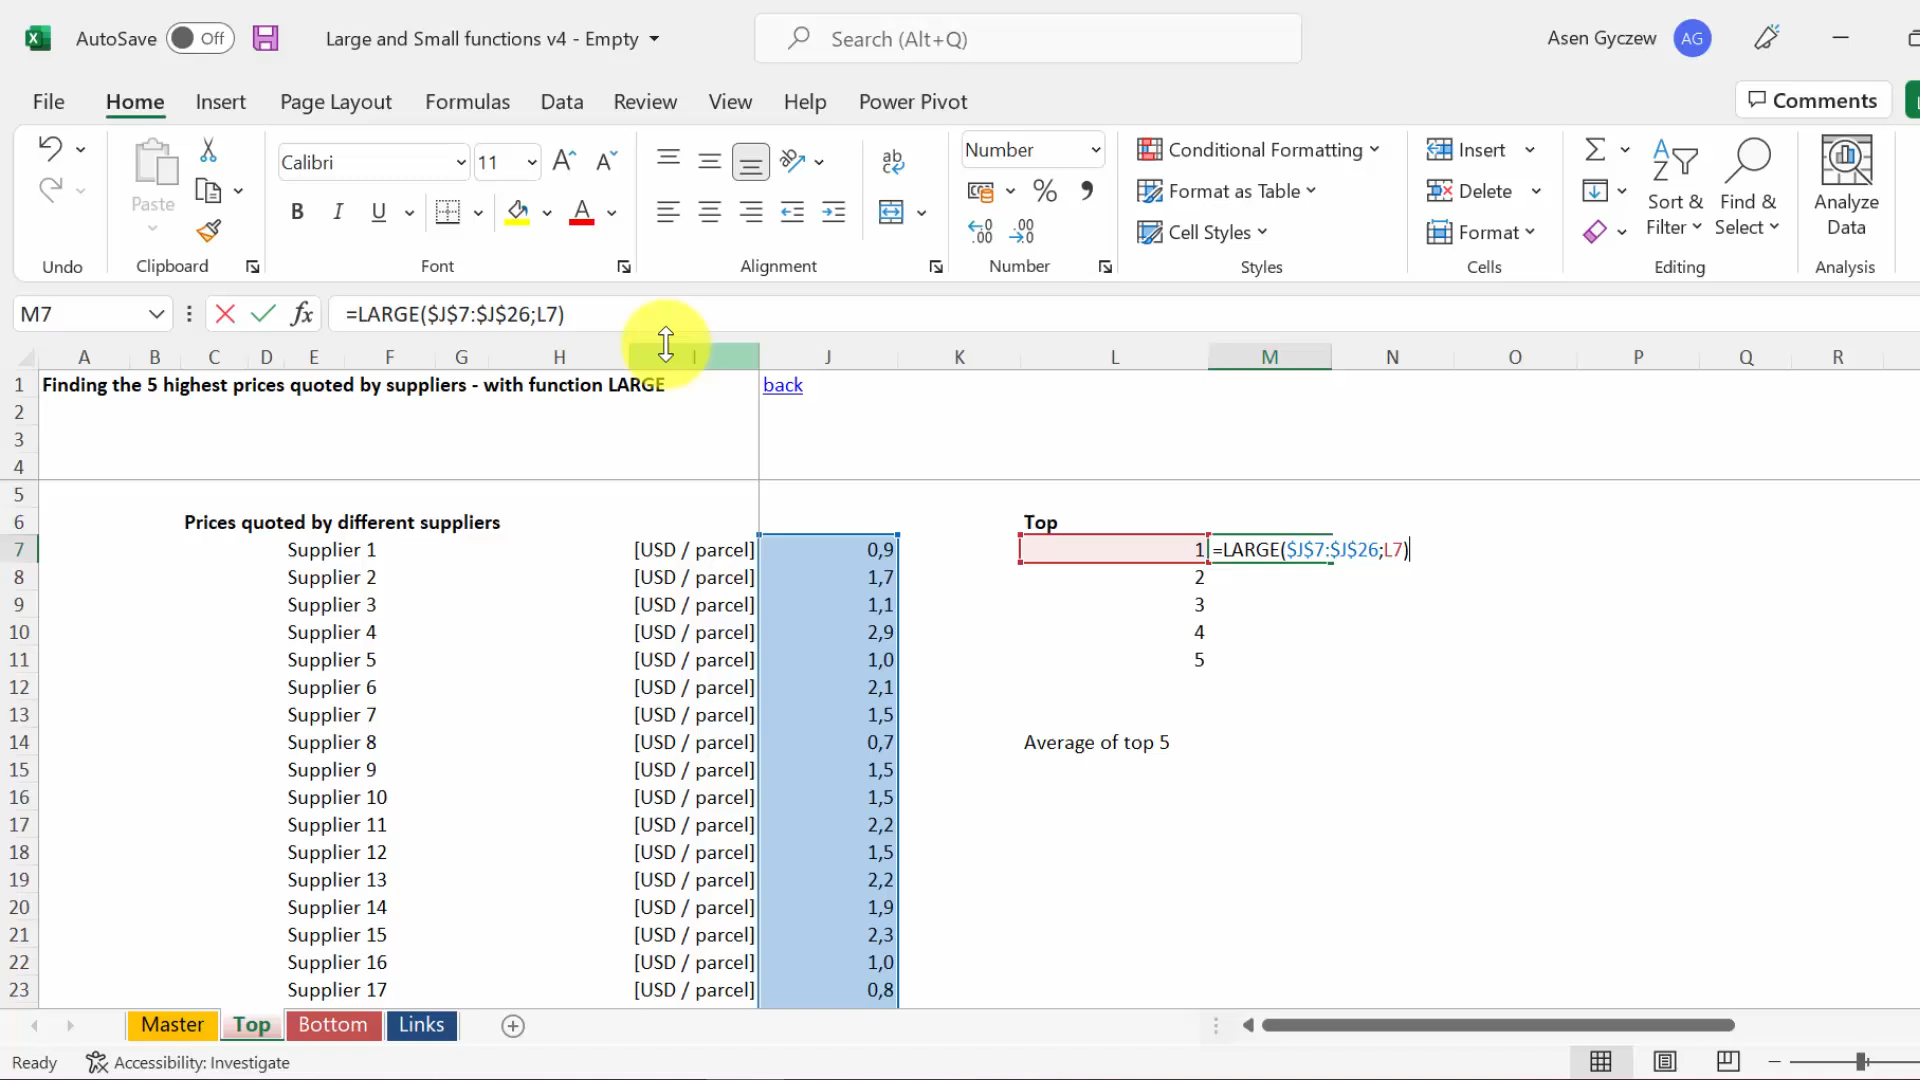 AutoSave Off Large and Small functions v4 - Empty Search (Alt+Q) Asen Gyczew AG
File Home Insert Page Layout Formulas Data Review View Help Power Pivot Comments
Paste Calibri 11 Number Conditional Formatting Insert
Format as Table Delete Sort & Filter Find & Select Analyze Data
B I U Cell Styles Format
Undo Clipboard Font Alignment Number Styles Cells Editing Analysis
M7 fx =LARGE($J$7:$J$26;L7)
A B C D E F G H I J K L M N O P Q R
1 Finding the 5 highest prices quoted by suppliers - with function LARGE back
2
3
4
5
6 Prices quoted by different suppliers Top
7 Supplier 1 [USD / parcel] 0,9 1 =LARGE($J$7:$J$26;L7)
8 Supplier 2 [USD / parcel] 1,7 2
9 Supplier 3 [USD / parcel] 1,1 3
10 Supplier 4 [USD / parcel] 2,9 4
11 Supplier 5 [USD / parcel] 1,0 5
12 Supplier 6 [USD / parcel] 2,1
13 Supplier 7 [USD / parcel] 1,5
14 Supplier 8 [USD / parcel] 0,7 Average of top 5
15 Supplier 9 [USD / parcel] 1,5
16 Supplier 10 [USD / parcel] 1,5
17 Supplier 11 [USD / parcel] 2,2
18 Supplier 12 [USD / parcel] 1,5
19 Supplier 13 [USD / parcel] 2,2
20 Supplier 14 [USD / parcel] 1,9
21 Supplier 15 [USD / parcel] 2,3
22 Supplier 16 [USD / parcel] 1,0
23 Supplier 17 [USD / parcel] 0,8
Master Top Bottom Links
Ready Accessibility: Investigate